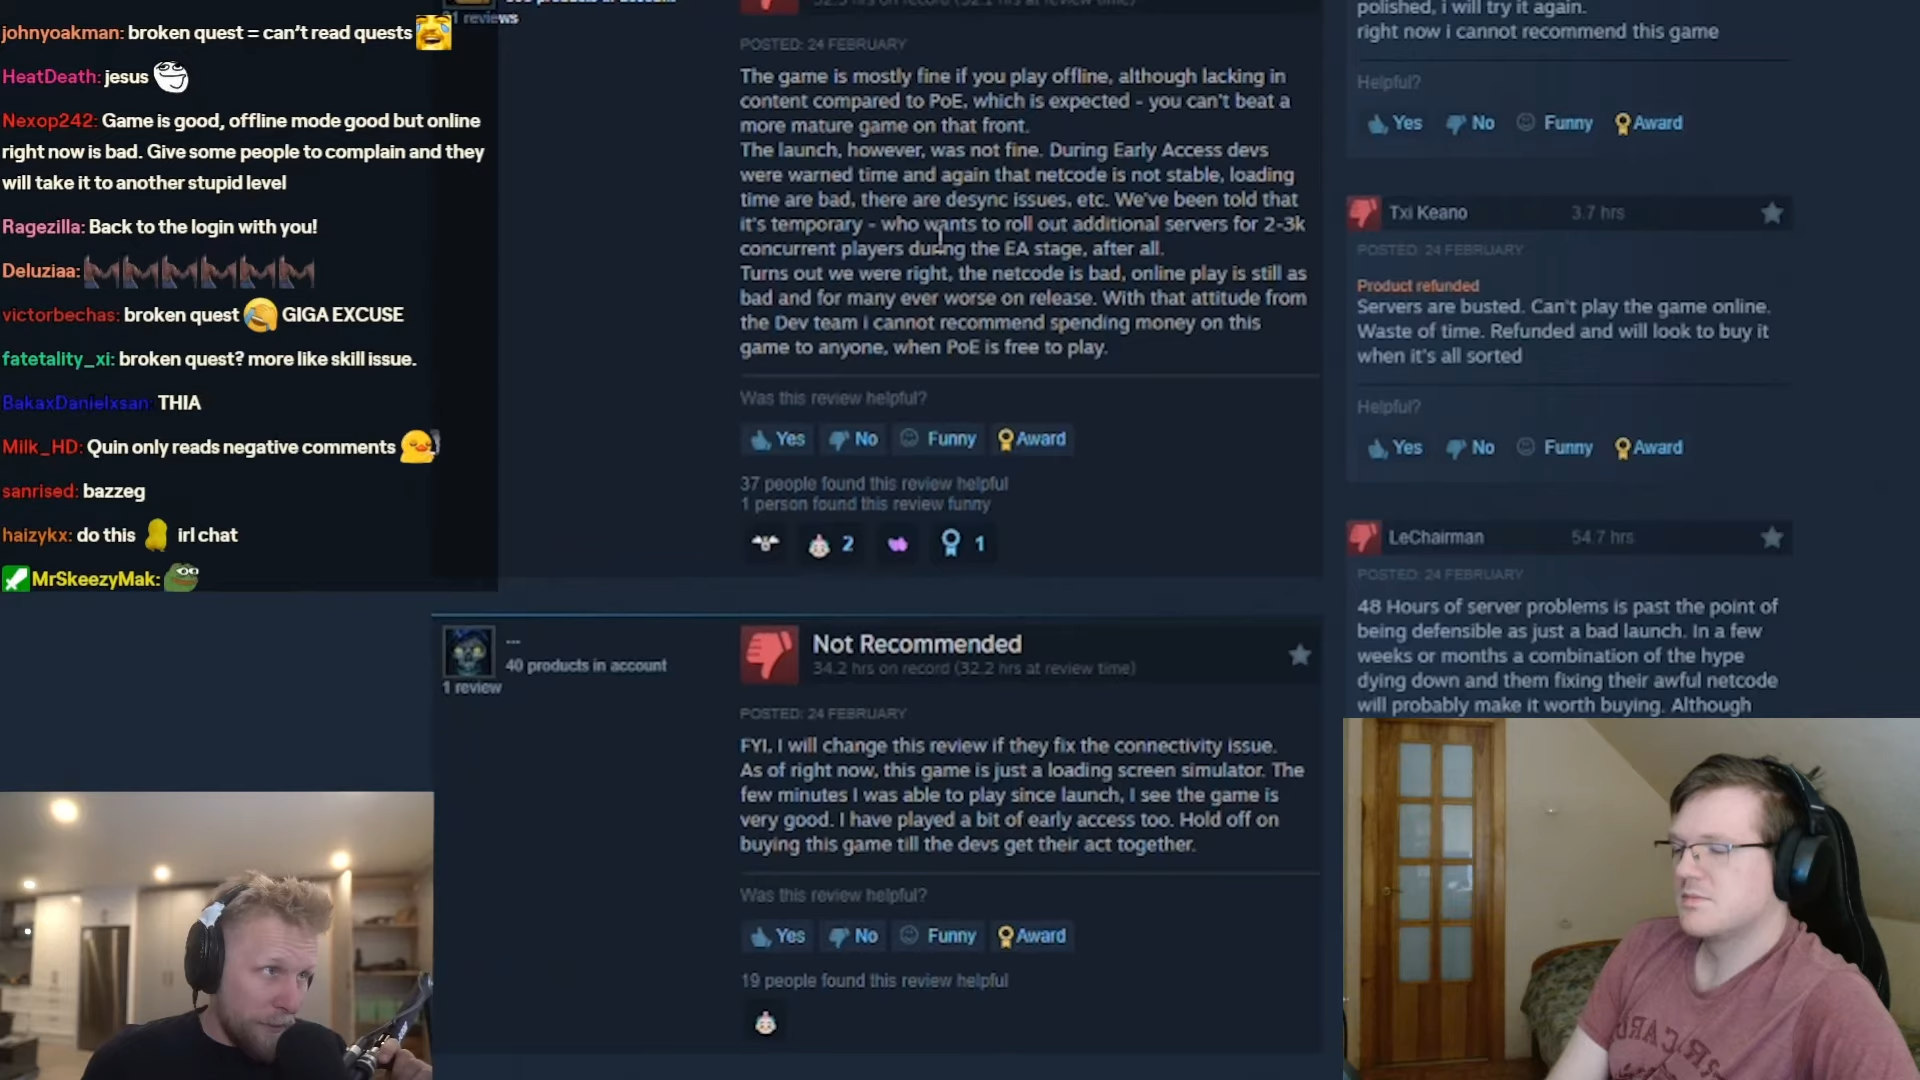 johnyoakman: broken quest = can't read quests
HeatDeath: jesus
Nexop242: Game is good, offline mode good but online
right now is bad. Give some people to complain and they
will take it to another stupid level
Ragezilla: Back to the login with you!
Deluziaa:
victorbechas: broken quest GIGA EXCUSE
fatetality_xi: broken quest? more like skill issue.
BakaxDanielxsan: THIA
Milk_HD: Quin only reads negative comments
sanrised: bazzeg
haizykx: do this irl chat
MrSkeezyMak:
reviews
POSTED: 24 FEBRUARY
The game is mostly fine if you play offline, although lacking in
content compared to PoE, which is expected - you can't beat a
more mature game on that front.
The launch, however, was not fine. During Early Access devs
were warned time and again that netcode is not stable, loading
time are bad, there are desync issues, etc. We've been told that
it's temporary - who wants to roll out additional servers for 2-3k
concurrent players during the EA stage, after all.
Turns out we were right, the netcode is bad, online play is still as
bad and for many ever worse on release. With that attitude from
the Dev team i cannot recommend spending money on this
game to anyone, when PoE is free to play.
Was this review helpful?
Yes No Funny Award
37 people found this review helpful
1 person found this review funny
2 1
...
40 products in account
1 review
Not Recommended
34.2 hrs on record (32.2 hrs at review time)
POSTED: 24 FEBRUARY
FYI, I will change this review if they fix the connectivity issue.
As of right now, this game is just a loading screen simulator. The
few minutes I was able to play since launch, I see the game is
very good. I have played a bit of early access too. Hold off on
buying this game till the devs get their act together.
Was this review helpful?
Yes No Funny Award
19 people found this review helpful
polished, i will try it again.
right now i cannot recommend this game
Helpful?
Yes No Funny Award
Txi Keano 3.7 hrs
POSTED: 24 FEBRUARY
Product refunded
Servers are busted. Can't play the game online.
Waste of time. Refunded and will look to buy it
when it's all sorted
Helpful?
Yes No Funny Award
LeChairman 54.7 hrs
POSTED: 24 FEBRUARY
48 Hours of server problems is past the point of
being defensible as just a bad launch. In a few
weeks or months a combination of the hype
dying down and them fixing their awful netcode
will probably make it worth buying. Although